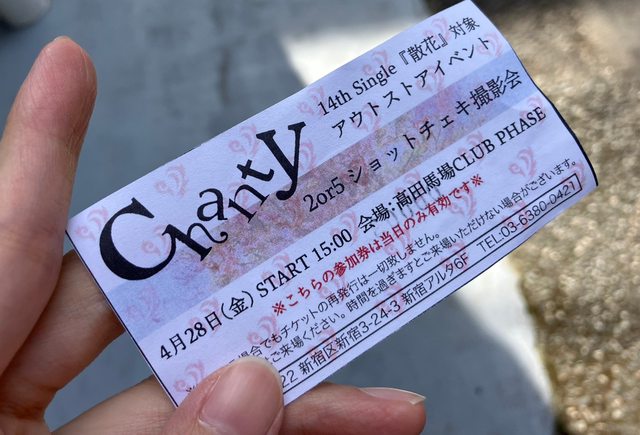 Chanty
14th Single『散花』対象
アウトストアイベント
2or5 ショットチェキ撮影会
4月28日(金) START 15:00 会場:高田馬場CLUB PHASE
※こちらの参加券は当日のみ有効です※
場合でもチケットの再発行は一切致しません。
ご来場ください。時間を過ぎますとご来場いただけない場合がございます。
22 新宿区新宿3-24-3 新宿アルタ6F TEL:03-6380-0421